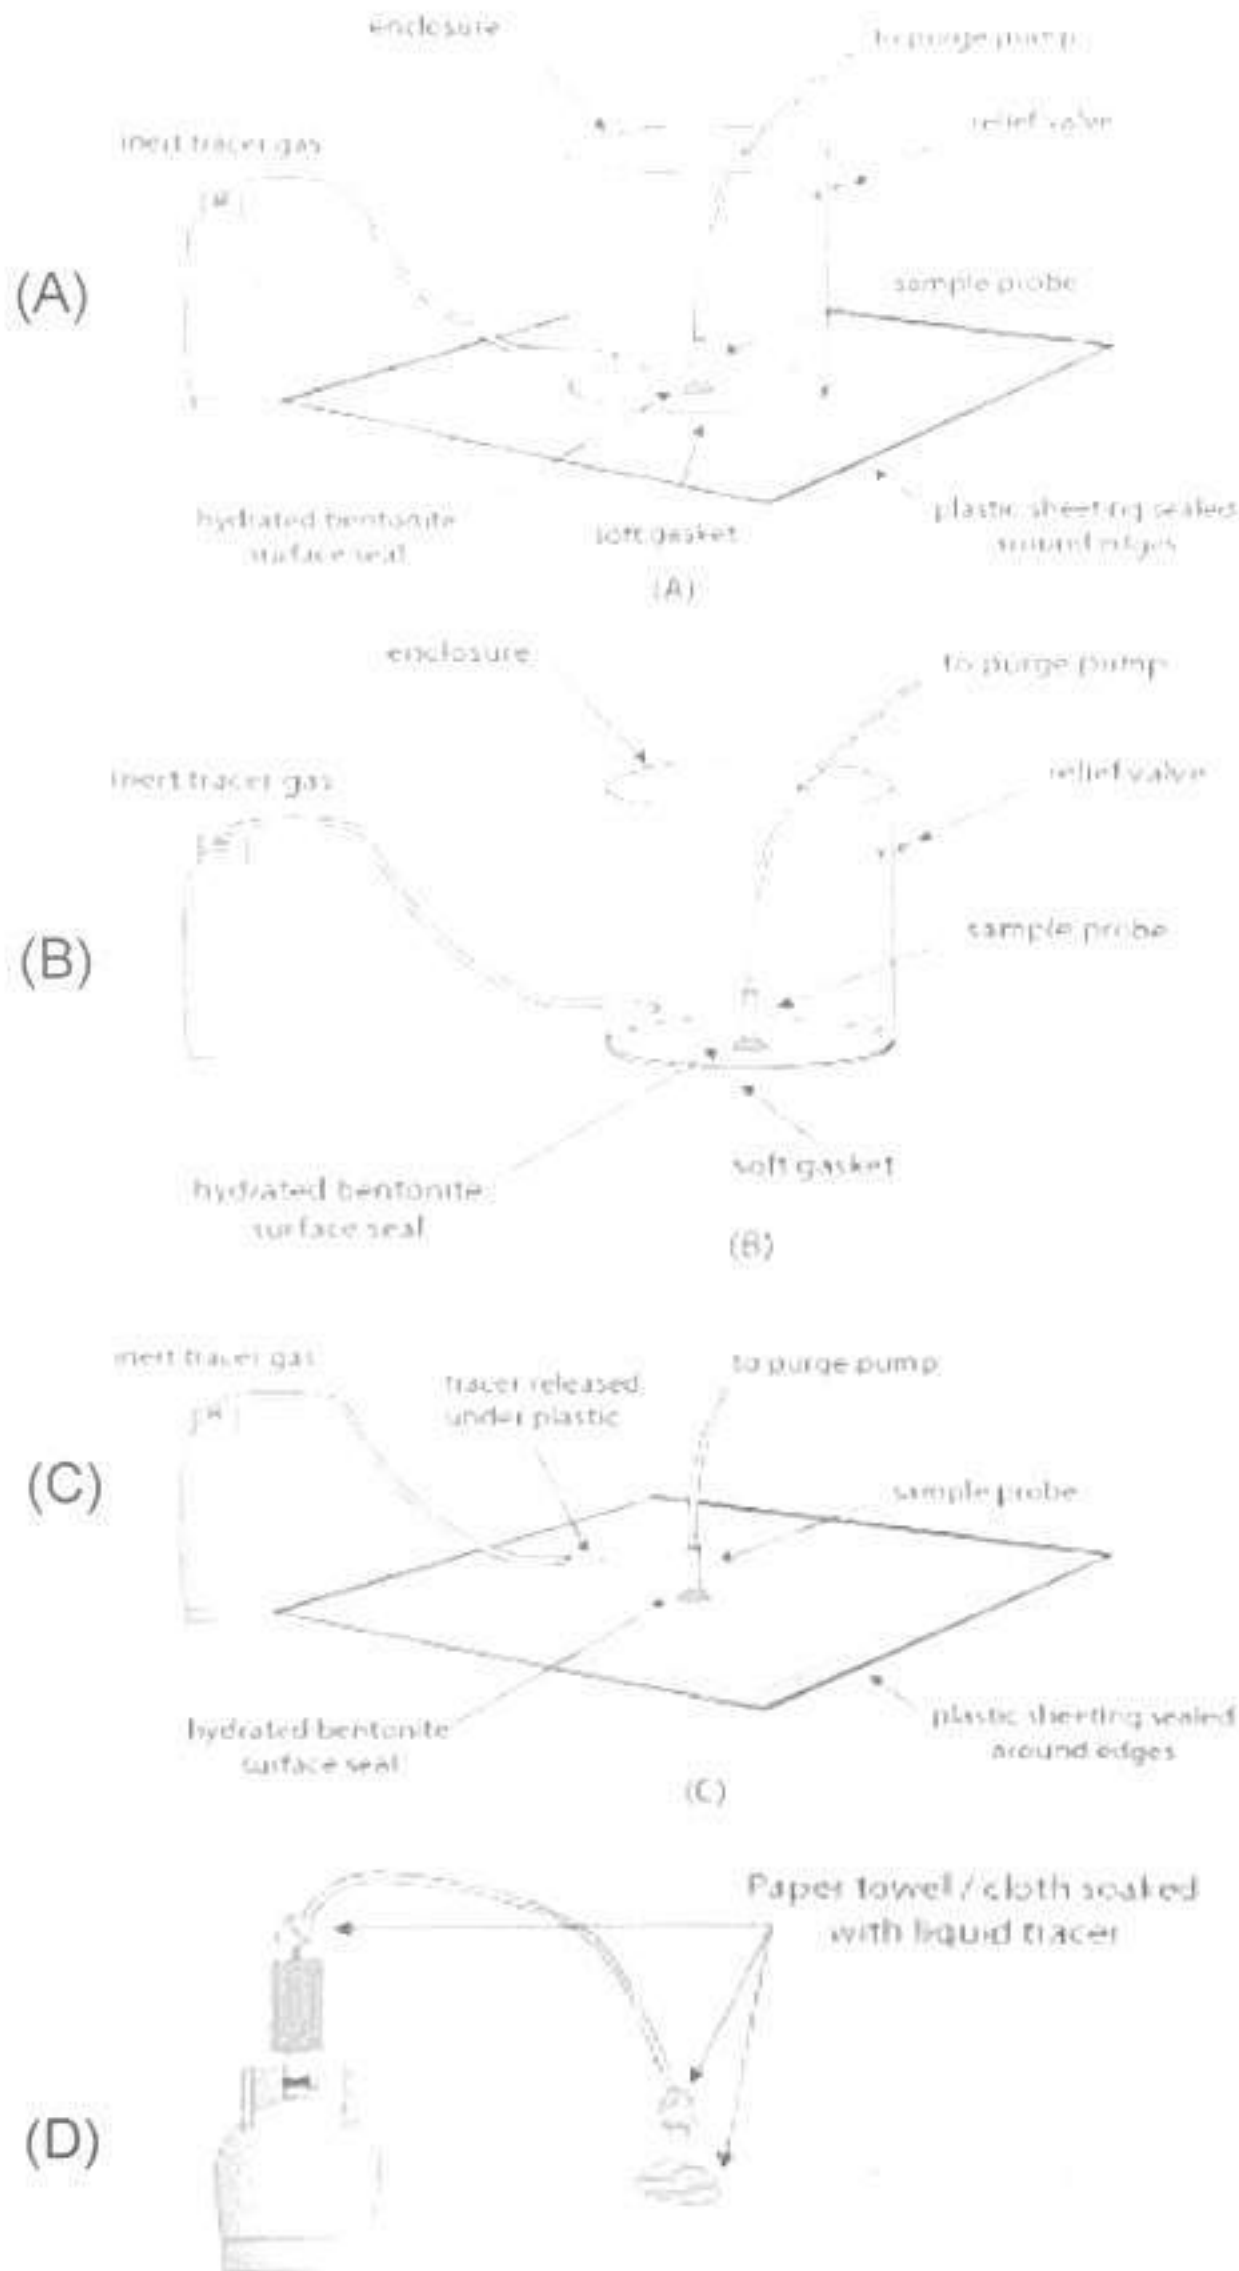 enclosure
to purge pump
relief valve
inert tracer gas
(A)
sample probe
hydrated bentonite
surface seal
soft gasket
plastic sheeting sealed
around edges
(A)
enclosure
to purge pump
inert tracer gas
relief valve
(B)
sample probe
soft gasket
hydrated bentonite
surface seal
(B)
inert tracer gas
to purge pump
tracer released
under plastic
(C)
sample probe
hydrated bentonite
surface seal
plastic sheeting sealed
around edges
(C)
Paper towel / cloth soaked
with liquid tracer
(D)